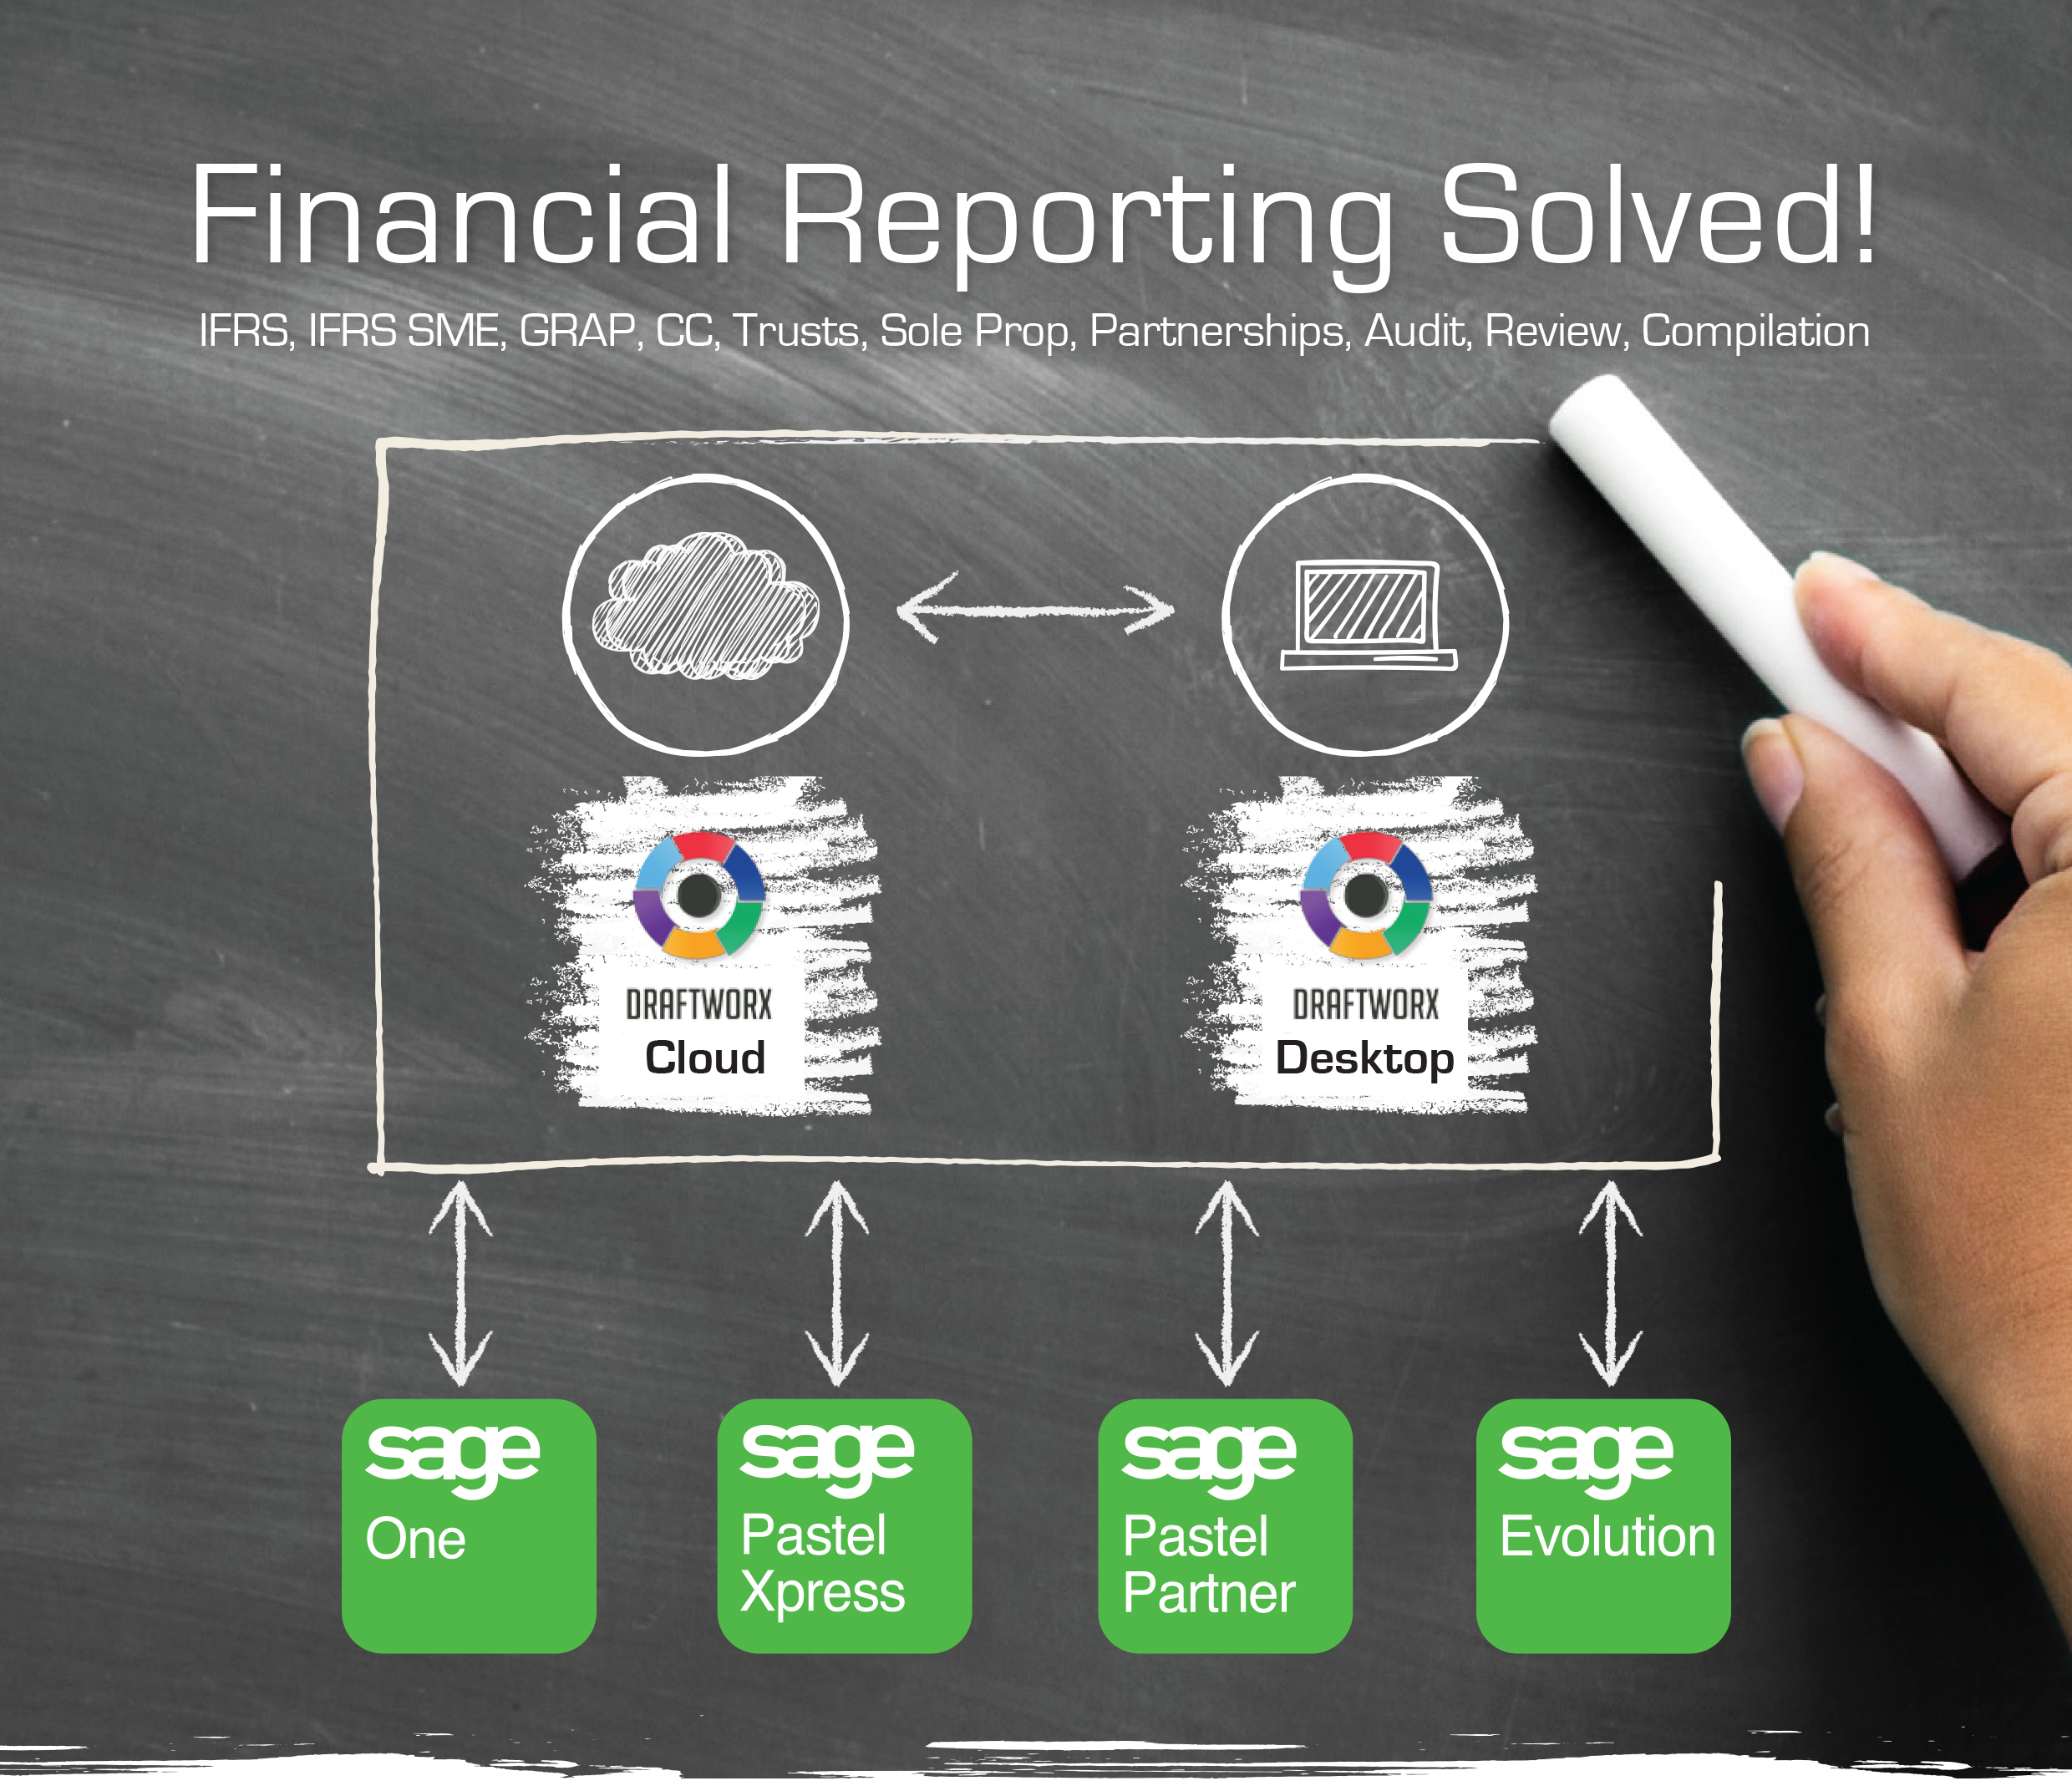 Financial Reporting Solved!
IFRS, IFRS SME, GRAP, CC, Trusts, Sole Prop, Partnerships, Audit, Review, Compilation
DRAFTWORX
Cloud
DRAFTWORX
Desktop
sage
One
sage
Pastel
Xpress
sage
Pastel
Partner
sage
Evolution